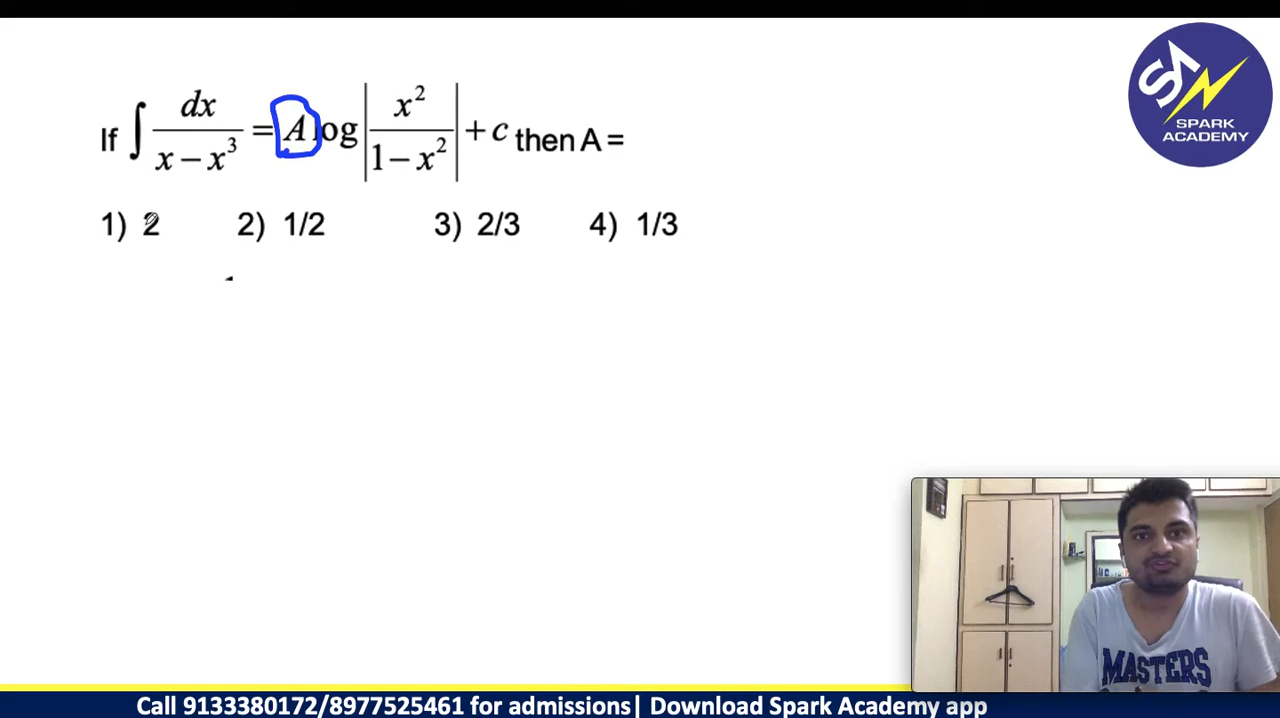 SPARK
ACADEMY
If ∫ dx / (x − x³) = A log | x² / (1 − x²) | + c then A =
1) 2 2) 1/2 3) 2/3 4) 1/3
MASTERS
Call 9133380172/8977525461 for admissions| Download Spark Academy app